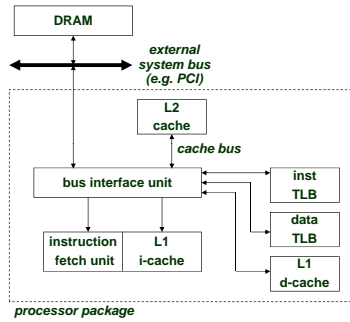 DRAM
external
system bus
(e.g. PCI)
L2
cache
cache bus
bus interface unit
inst
TLB
data
TLB
instruction
fetch unit
L1
i-cache
L1
d-cache
processor package